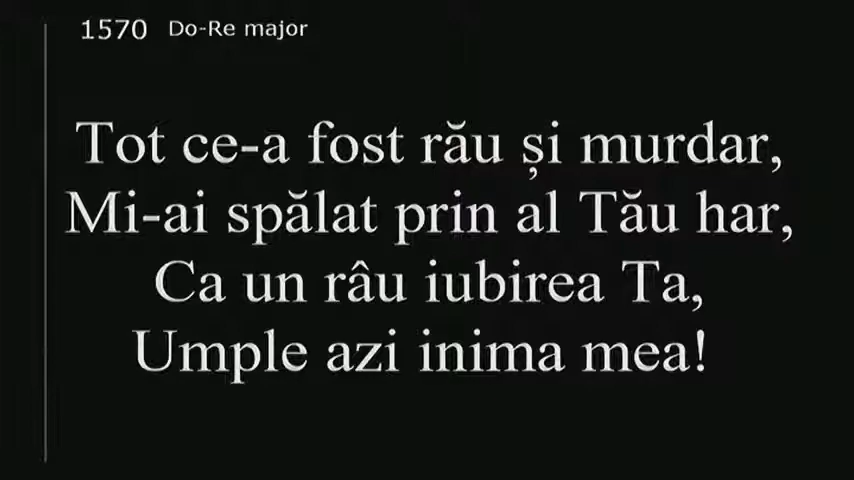 1570 Do-Re major
Tot ce-a fost rău și murdar,
Mi-ai spălat prin al Tău har,
Ca un râu iubirea Ta,
Umple azi inima mea!